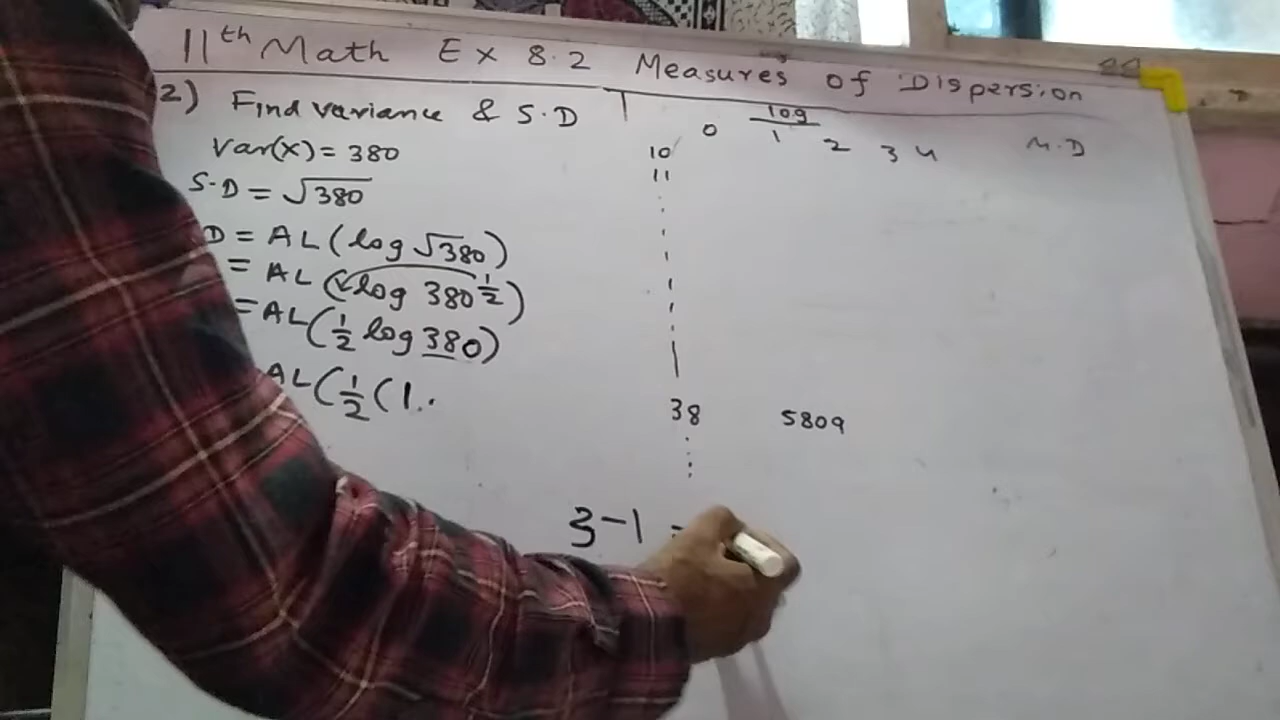 11th Math Ex 8.2 Measures of Dispersion
2) Find variance & S.D
Var(x) = 380
S.D = √380
D = AL (log √380)
= AL (log 380 1/2)
= AL (1/2 log 380)
AL (1/2 (1.
log
0 1 2 3 4 M.D
10
11
38 5809
3-1 =